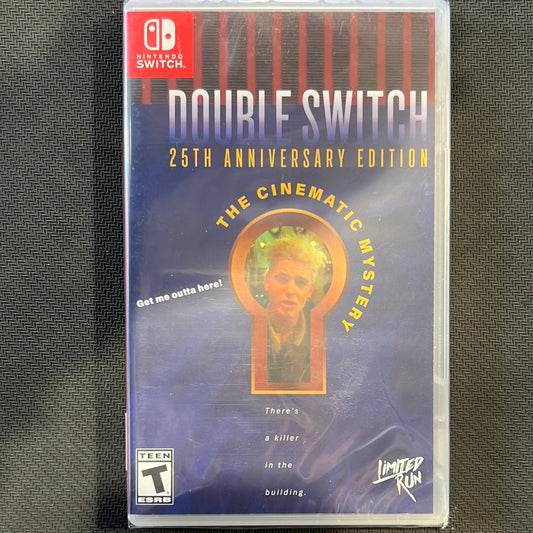 NINTENDO
SWITCH™
DOUBLE SWITCH
25TH ANNIVERSARY EDITION
THE CINEMATIC MYSTERY
Get me outta here!
There's
a killer
in the
building.
TEEN
T
ESRB
LIMITED
RUN